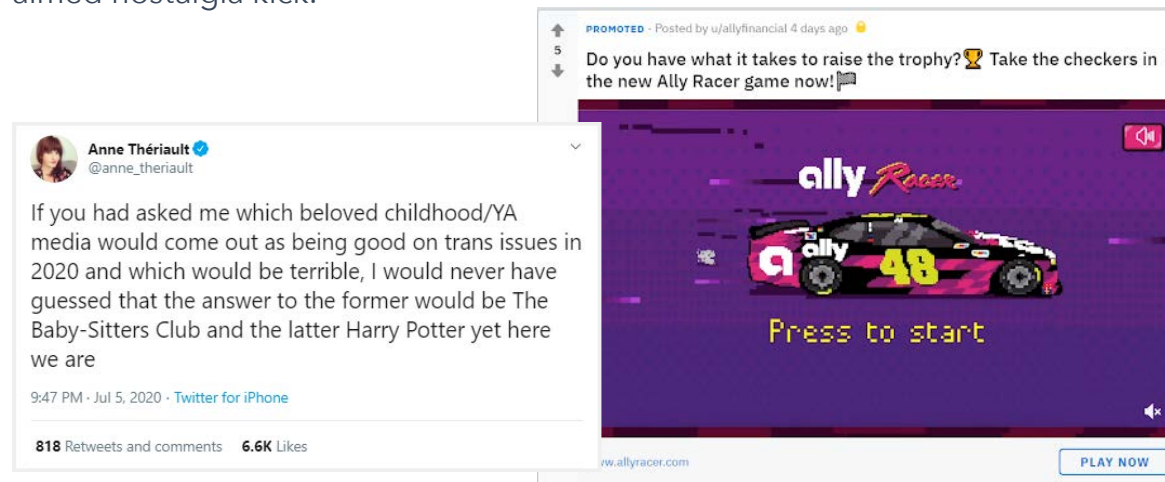 aimed nostalgia kick.
PROMOTED · Posted by u/allyfinancial 4 days ago
5
Do you have what it takes to raise the trophy?🏆 Take the checkers in
the new Ally Racer game now!🏁
ally Racer
a ally 48
Press to start
www.allyracer.com
PLAY NOW
Anne Thériault
@anne_theriault
If you had asked me which beloved childhood/YA
media would come out as being good on trans issues in
2020 and which would be terrible, I would never have
guessed that the answer to the former would be The
Baby-Sitters Club and the latter Harry Potter yet here
we are
9:47 PM · Jul 5, 2020 · Twitter for iPhone
818 Retweets and comments 6.6K Likes